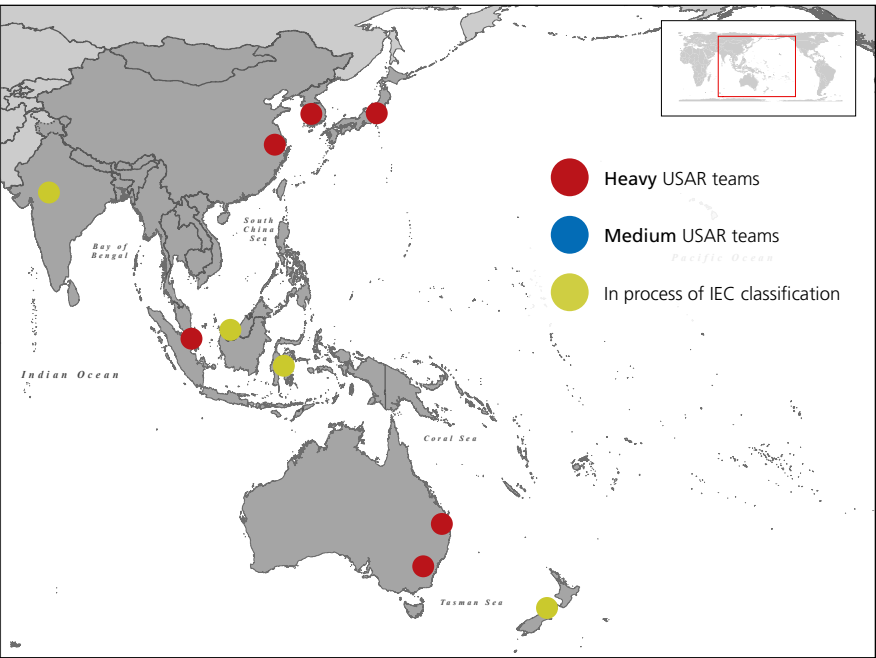 Heavy USAR teams
Medium USAR teams
Pacific Ocean
In process of IEC classification
South
China
Sea
Bay of
Bengal
Indian Ocean
Coral Sea
Tasman Sea